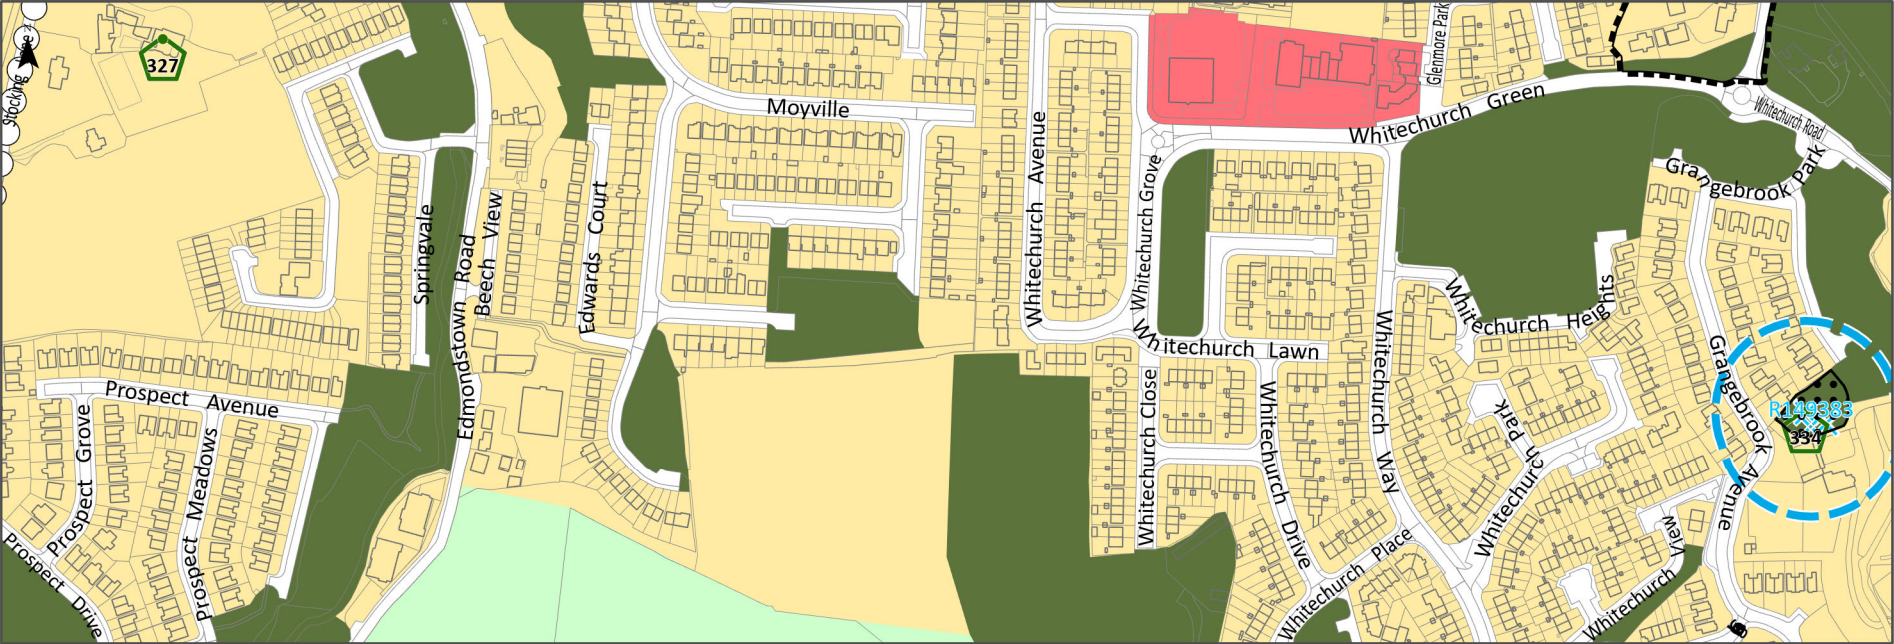 Stocking Lane
327
Moyville
Glenmore Park
Whitechurch Green
Whitechurch Road
Grangebrook Park
Springvale
Edmondstown Road
Beech View
Edwards Court
Whitechurch Avenue
Whitechurch Grove
Whitechurch Lawn
Whitechurch Heights
Whitechurch Way
Whitechurch Park
Whitechurch Close
Whitechurch Drive
Whitechurch Place
Whitechurch View
Grangebrook Avenue
R149383
334
Prospect Avenue
Prospect Grove
Prospect Meadows
Prospect Drive